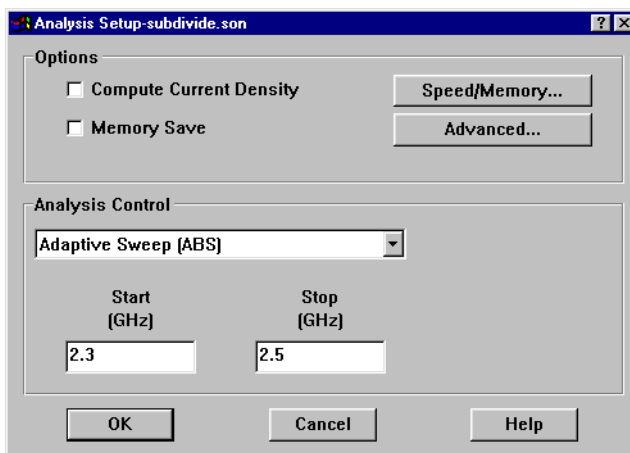 Analysis Setup-subdivide.son
Options
Compute Current Density
Speed/Memory...
Memory Save
Advanced...
Analysis Control
Adaptive Sweep (ABS)
Start
(GHz)
Stop
(GHz)
2.3
2.5
OK
Cancel
Help